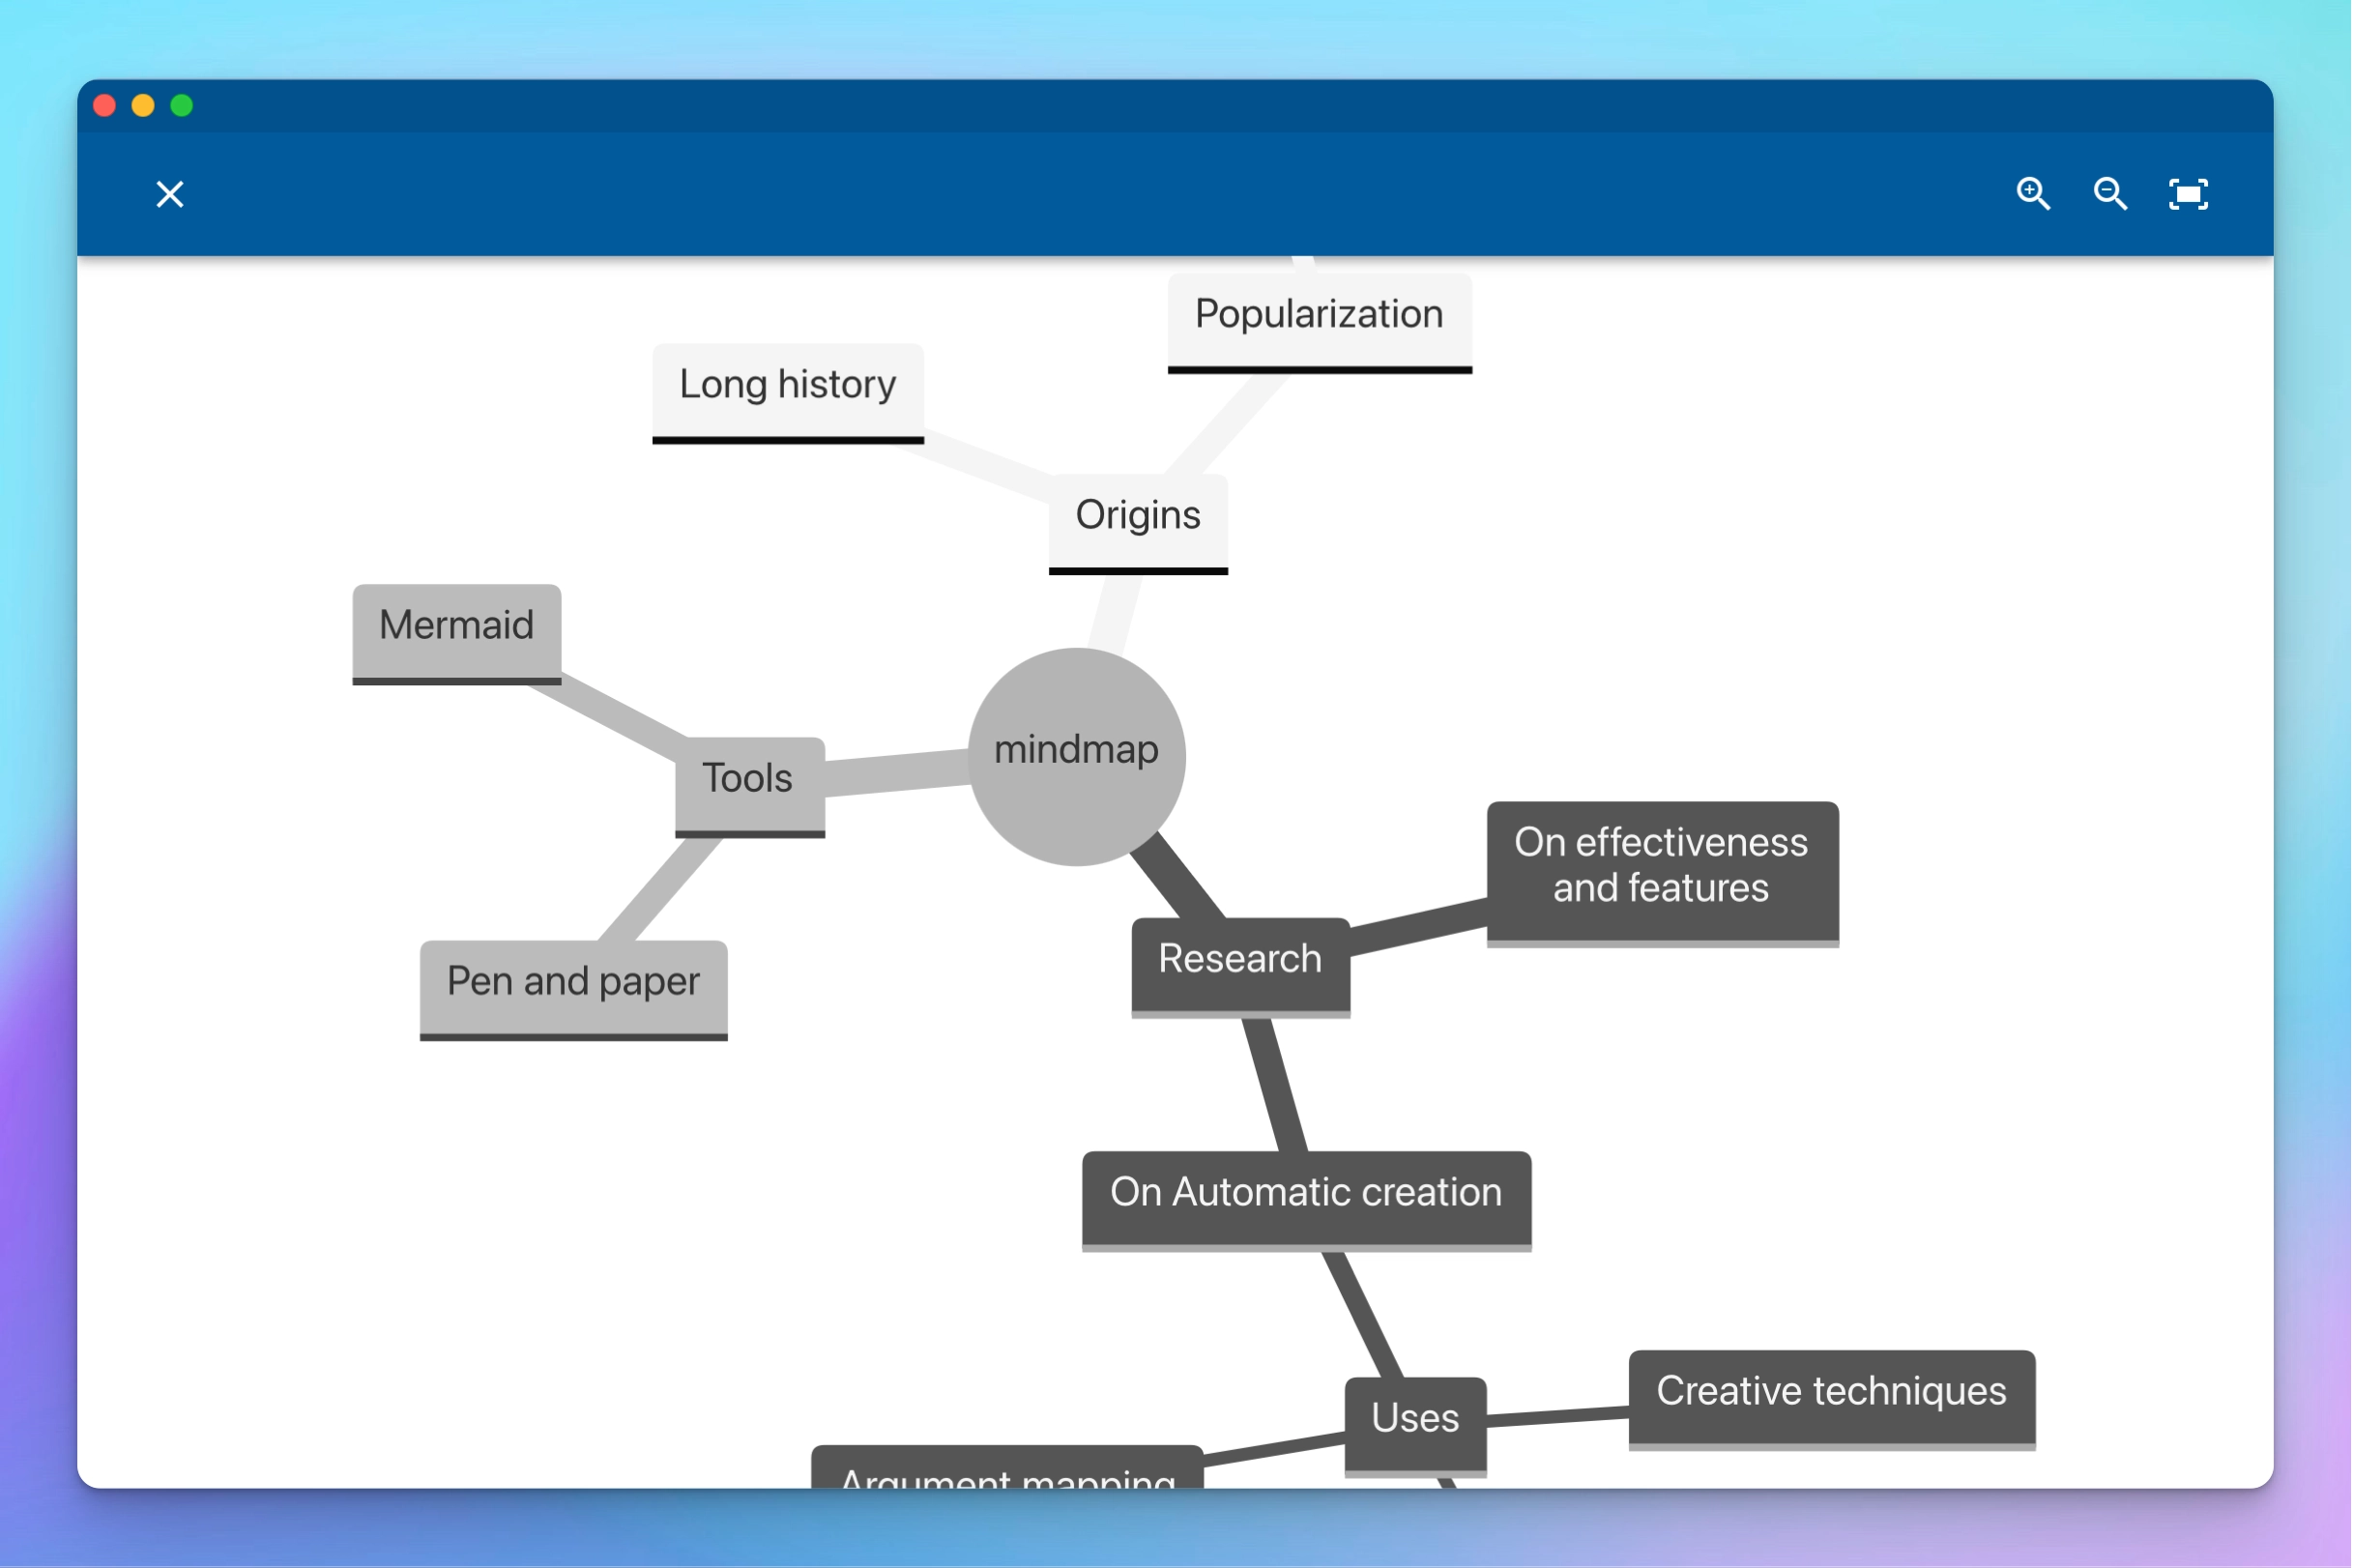 Popularization
Long history
Origins
Mermaid
mindmap
Tools
On effectiveness
and features
Research
Pen and paper
On Automatic creation
Creative techniques
Uses
Argument mapping